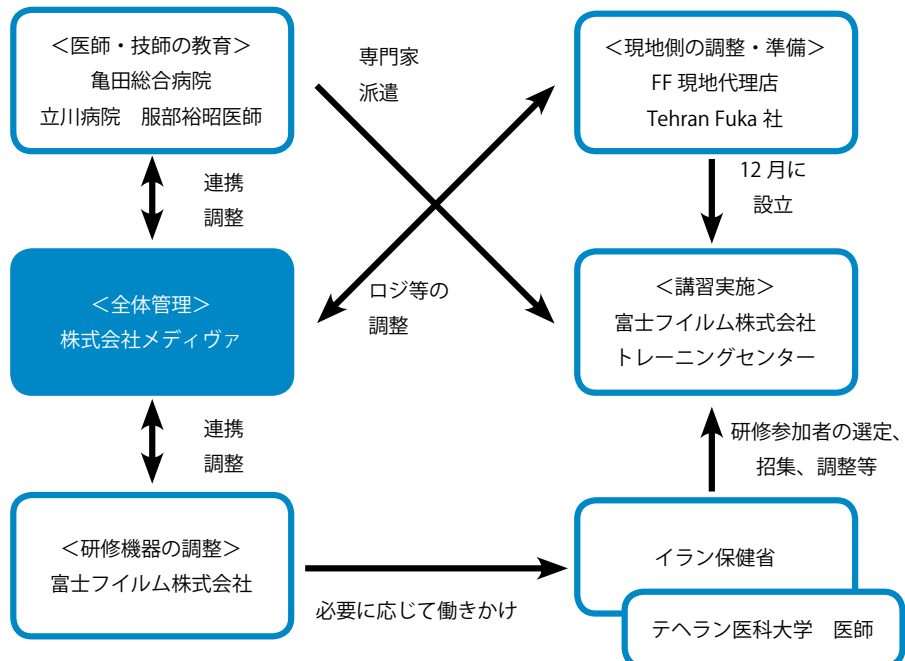 <医師・技師の教育>
亀田総合病院
立川病院　服部裕昭医師
専門家
派遣
<現地側の調整・準備>
FF 現地代理店
Tehran Fuka 社
連携
調整
12 月に
設立
<全体管理>
株式会社メディヴァ
ロジ等の
調整
<講習実施>
富士フイルム株式会社
トレーニングセンター
連携
調整
研修参加者の選定、
招集、調整等
<研修機器の調整>
富士フイルム株式会社
必要に応じて働きかけ
イラン保健省
テヘラン医科大学　医師